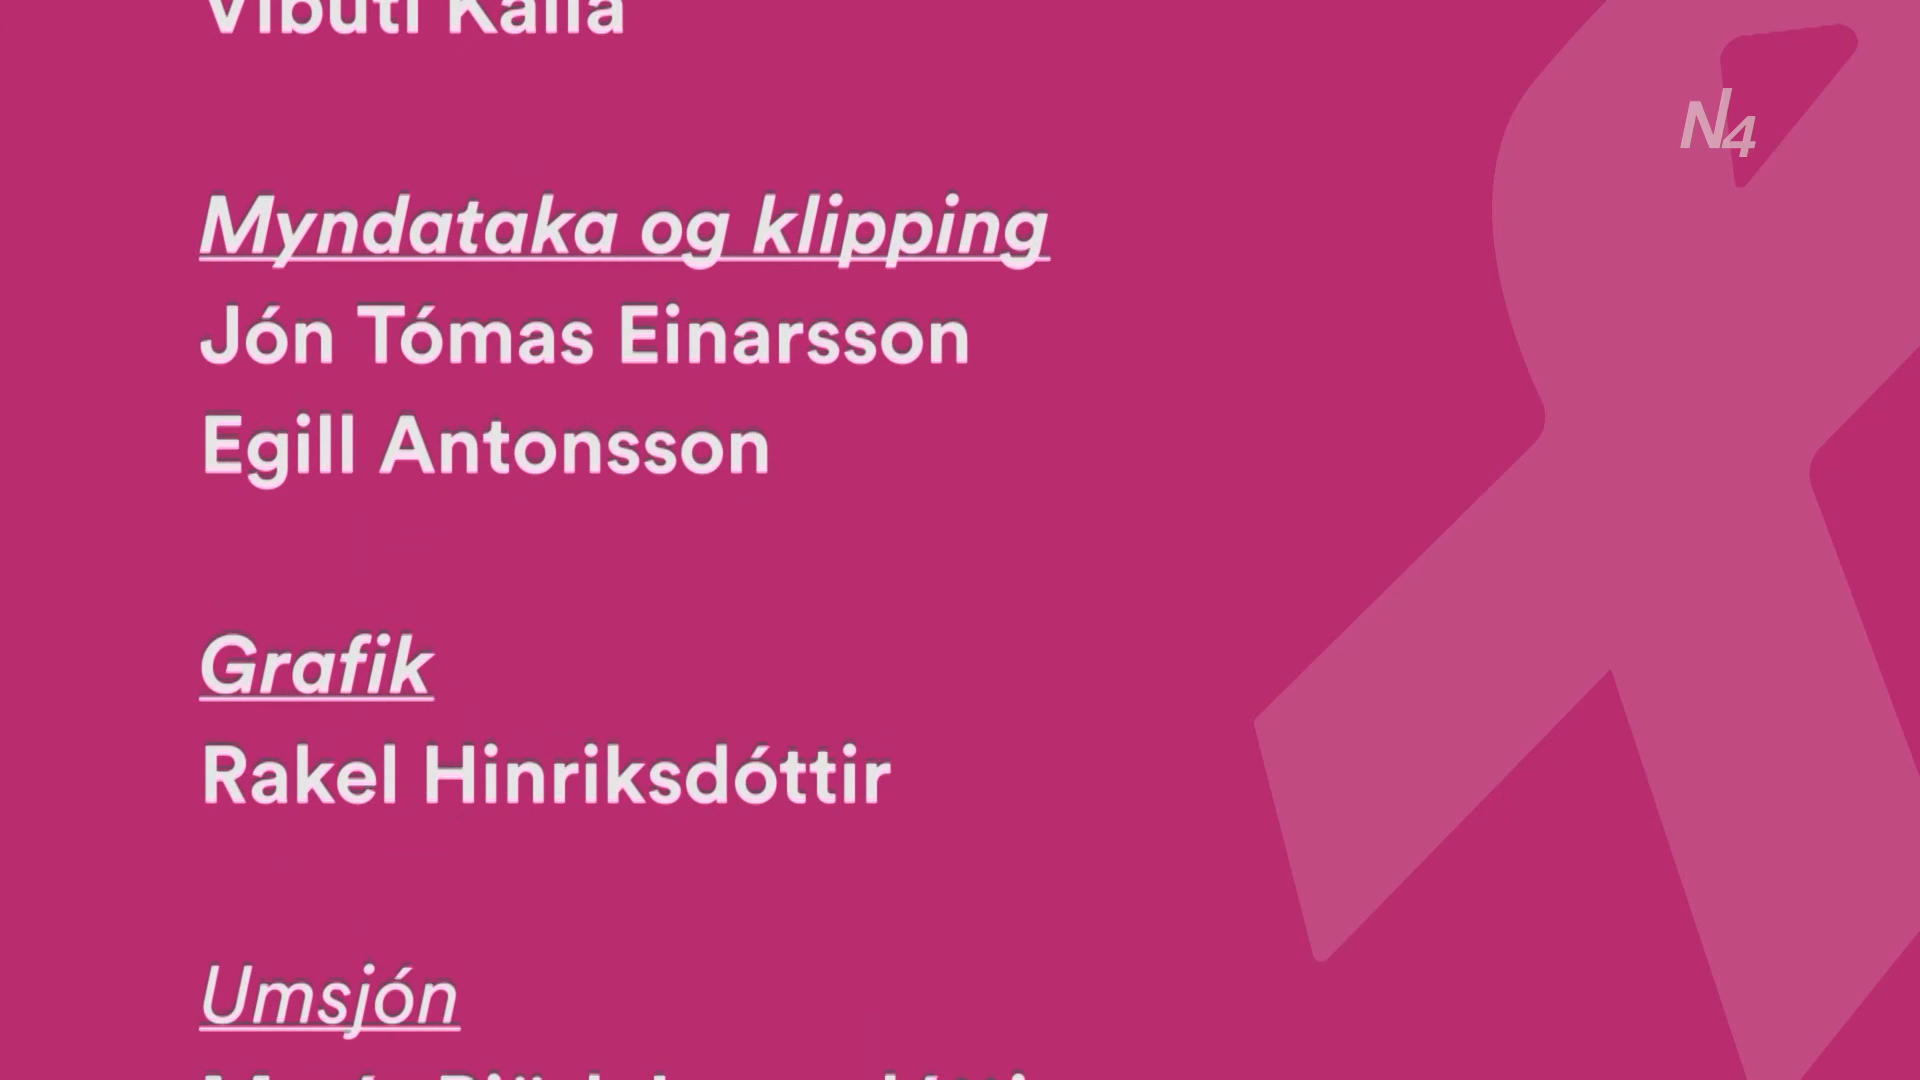 N4
Myndataka og klipping
Jón Tómas Einarsson
Egill Antonsson
Grafik
Rakel Hinriksdóttir
Umsjón